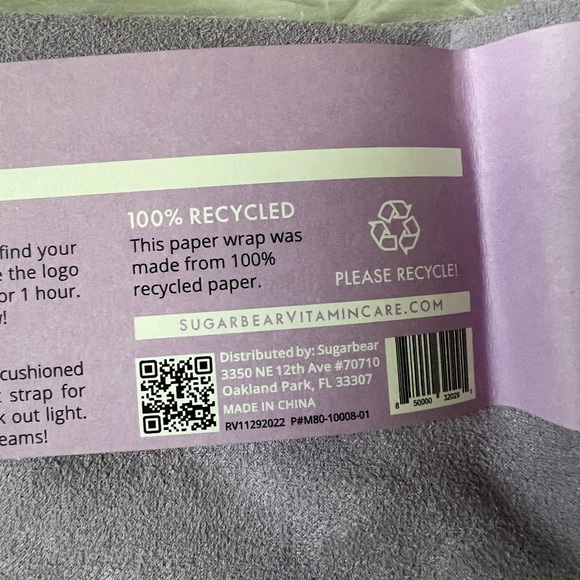 find your
e the logo
or 1 hour.
!
cushioned
strap for
k out light.
eams!
100% RECYCLED
This paper wrap was
made from 100%
recycled paper.
PLEASE RECYCLE!
SUGARBEARVITAMINCARE.COM
Distributed by: Sugarbear
3350 NE 12th Ave #70710
Oakland Park, FL 33307
MADE IN CHINA
RV11292022 P#M80-10008-01
8 50000 32029 1